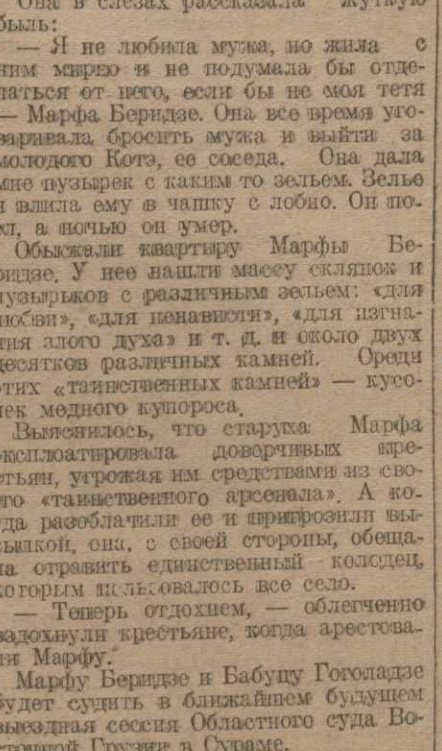 Она в слезах рассказала жуткую
быль:
— Я не любила мужа, но жила с
ним мирно и не подумала бы отде-
латься от него, если бы не моя тетя
— Марфа Беридзе. Она все время уго-
варивала бросить мужа и выйти за
молодого Котэ, ее соседа. Она дала
мне пузырек с каким то зельем. Зелье
я влила ему в чашку с лобио. Он по-
ел, а ночью он умер.
Обыскали квартиру Марфы Бе-
ридзе. У нее нашли массу склянок и
пузырьков с различным зельем: «для
любви», «для ненависти», «для изгна-
ния злого духа» и т. д. и около двух
десятков различных камней. Среди
этих «таинственных камней» — кусо-
чек медного купороса.
Выяснилось, что старуха Марфа
эксплоатировала доверчивых кре-
стьян, угрожая им средствами из сво-
его «таинственного арсенала». А ко-
гда разоблачили ее и пригрозили вы-
сылкой, она, с своей стороны, обеща-
ла отравить единственный колодец,
которым пользовалось все село.
— Теперь отдохнем, — облегченно
вздохнули крестьяне, когда арестова-
ли Марфу.
Марфу Беридзе и Бабуцу Гоголадзе
будет судить в ближайшем будущем
выездная сессия Областного суда Во-
сточной Грузии в Сураме.